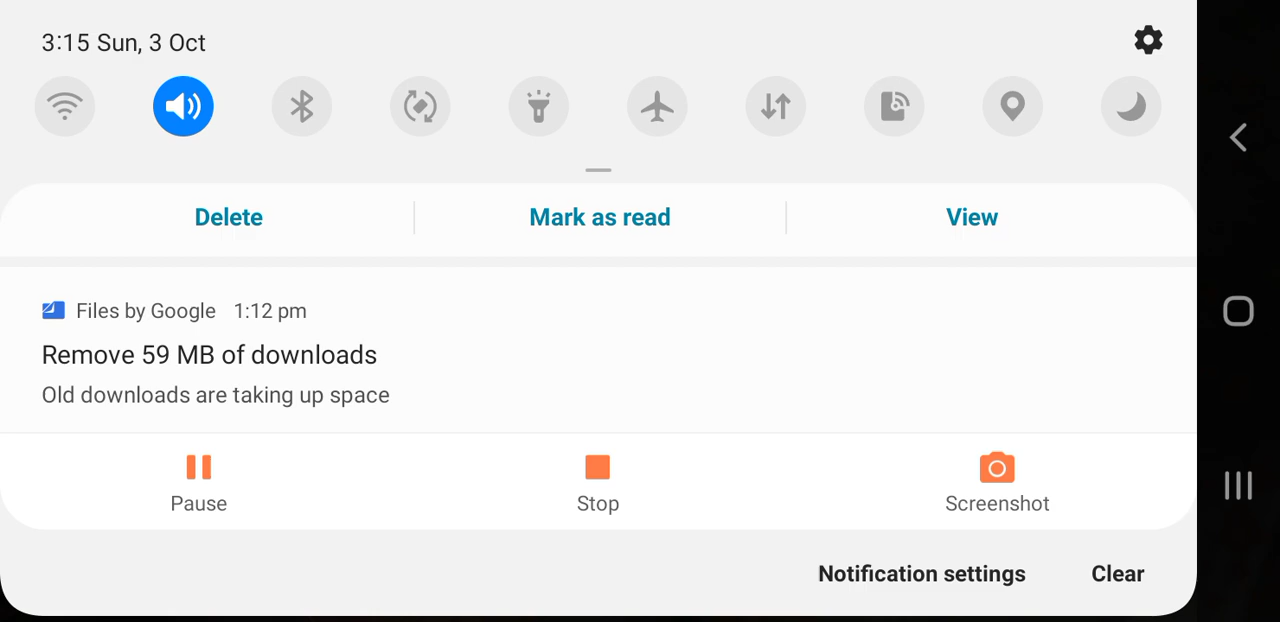 3:15 Sun, 3 Oct
Delete Mark as read View
Files by Google 1:12 pm
Remove 59 MB of downloads
Old downloads are taking up space
Pause Stop Screenshot
Notification settings Clear